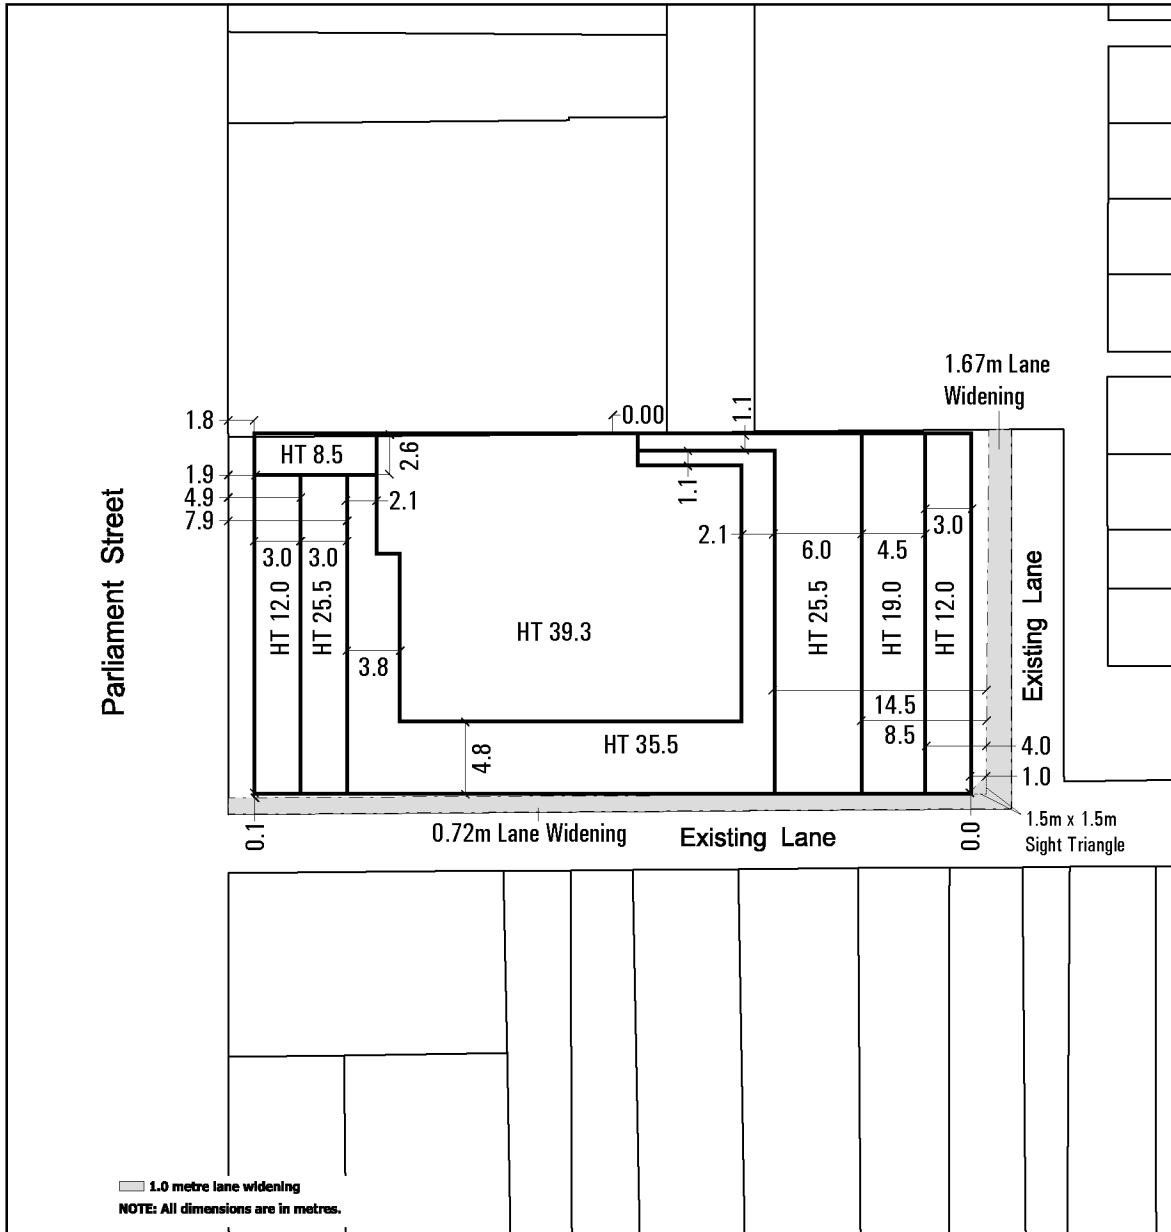 1.67m Lane
Widening
1.8
0.00
1.1
HT 8.5
2.6
1.9
4.9
7.9
2.1
1.1
2.1
3.0
3.0
3.0
6.0
4.5
HT 12.0
HT 25.5
HT 39.3
HT 25.5
HT 19.0
HT 12.0
Parliament Street
Existing Lane
3.8
14.5
8.5
4.0
1.0
HT 35.5
4.8
0.1
0.72m Lane Widening
Existing Lane
0.0
1.5m x 1.5m
Sight Triangle
1.0 metre lane widening
NOTE: All dimensions are in metres.